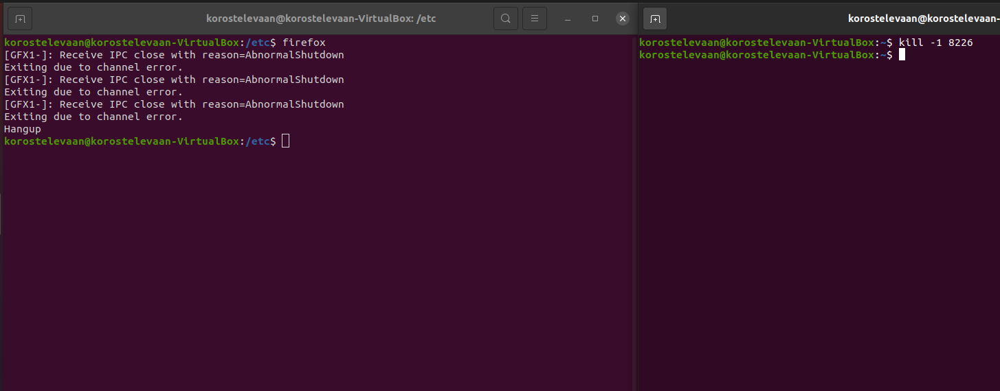 korostelevaan@korostelevaan-VirtualBox: /etc
korostelevaan@korostelevaan-VirtualBox:/etc$ firefox
[GFX1-]: Receive IPC close with reason=AbnormalShutdown
Exiting due to channel error.
[GFX1-]: Receive IPC close with reason=AbnormalShutdown
Exiting due to channel error.
[GFX1-]: Receive IPC close with reason=AbnormalShutdown
Exiting due to channel error.
Hangup
korostelevaan@korostelevaan-VirtualBox:/etc$
korostelevaan@korostelevaan-
korostelevaan@korostelevaan-VirtualBox:~$ kill -1 8226
korostelevaan@korostelevaan-VirtualBox:~$